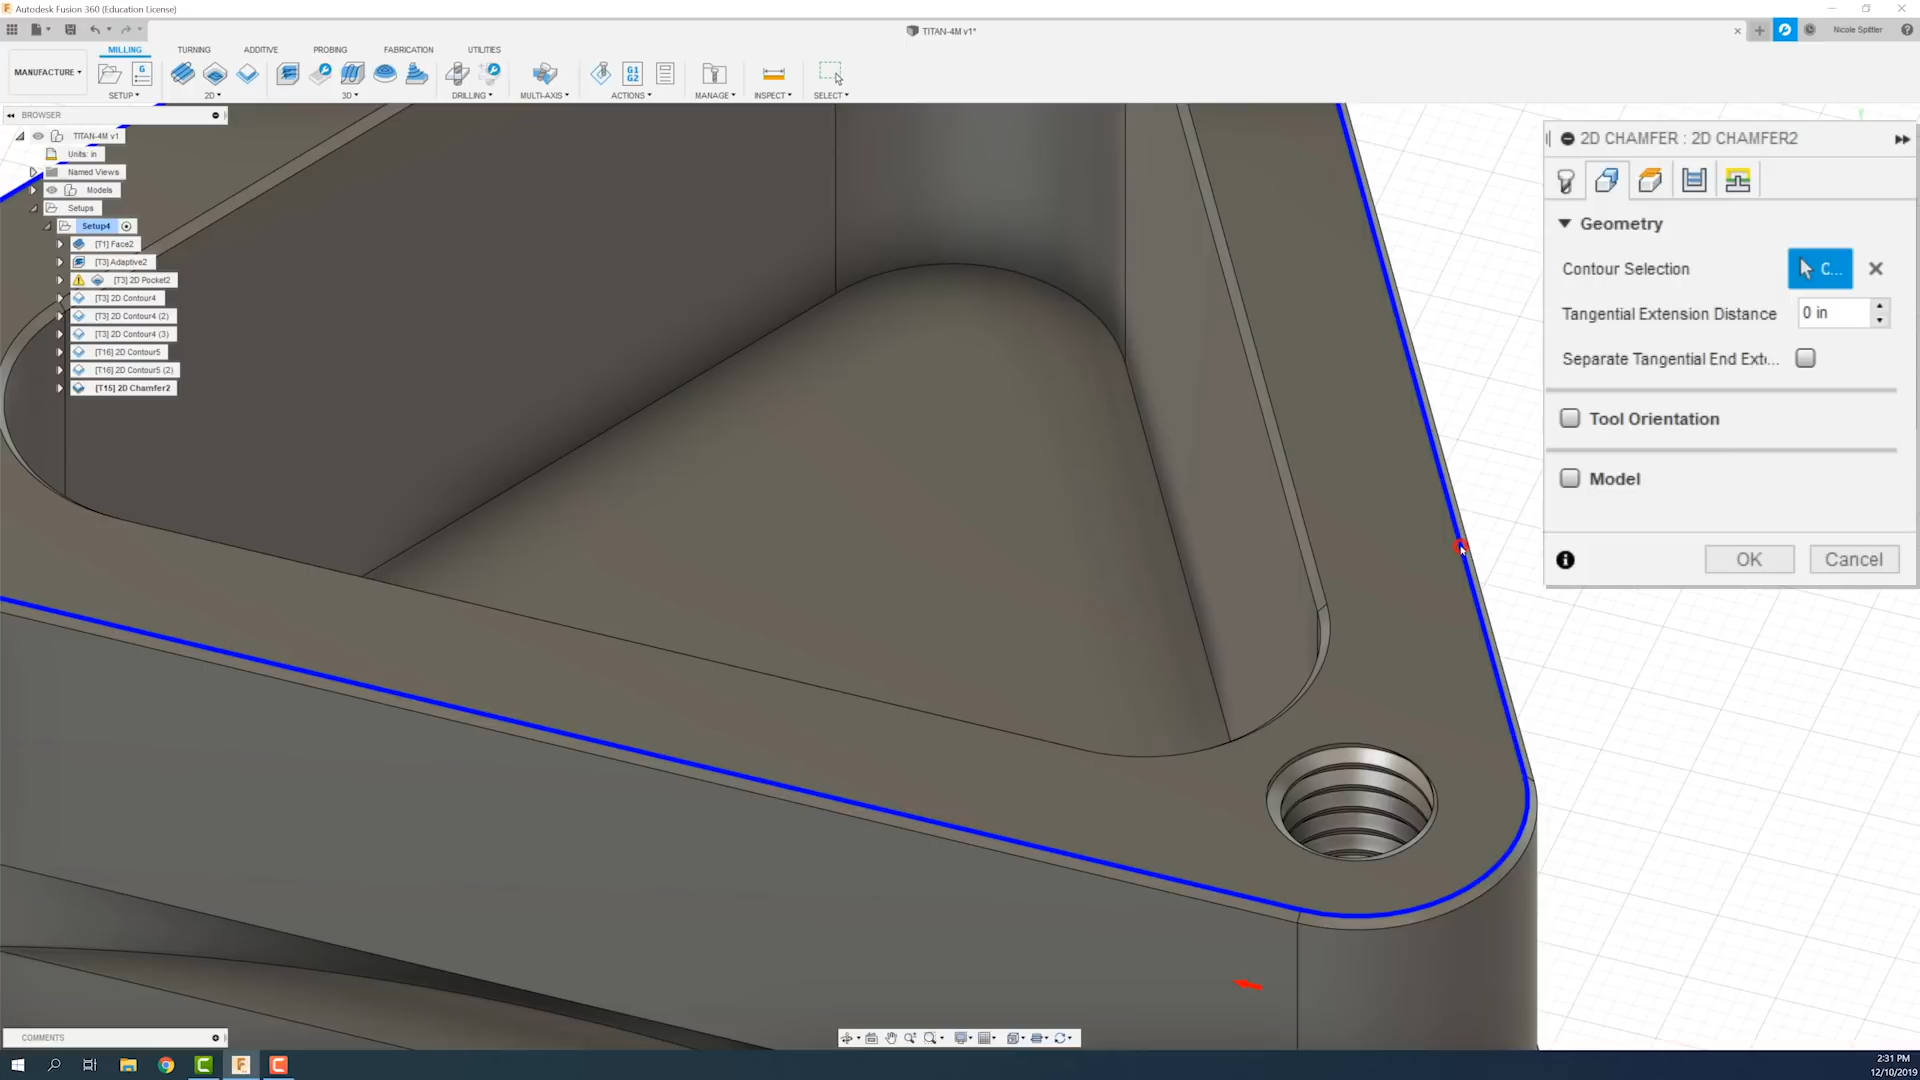 Autodesk Fusion 360 (Education License)
TITAN-4M v1*
Nicole Spittler
MILLING
TURNING
ADDITIVE
PROBING
FABRICATION
UTILITIES
MANUFACTURE
G1
G2
SETUP
2D
3D
DRILLING
MULTI-AXIS
ACTIONS
MANAGE
INSPECT
SELECT
BROWSER
TITAN-4M v1
Units: in
Named Views
Models
Setups
Setup4
[T1] Face2
[T3] Adaptive2
[T3] 2D Pocket2
[T3] 2D Contour4
[T3] 2D Contour4 (2)
[T3] 2D Contour4 (3)
[T16] 2D Contour5
[T16] 2D Contour5 (2)
[T15] 2D Chamfer2
2D CHAMFER : 2D CHAMFER2
Geometry
Contour Selection C...
Tangential Extension Distance 0 in
Separate Tangential End Ext...
Tool Orientation
Model
OK
Cancel
COMMENTS
2:31 PM
12/10/2019